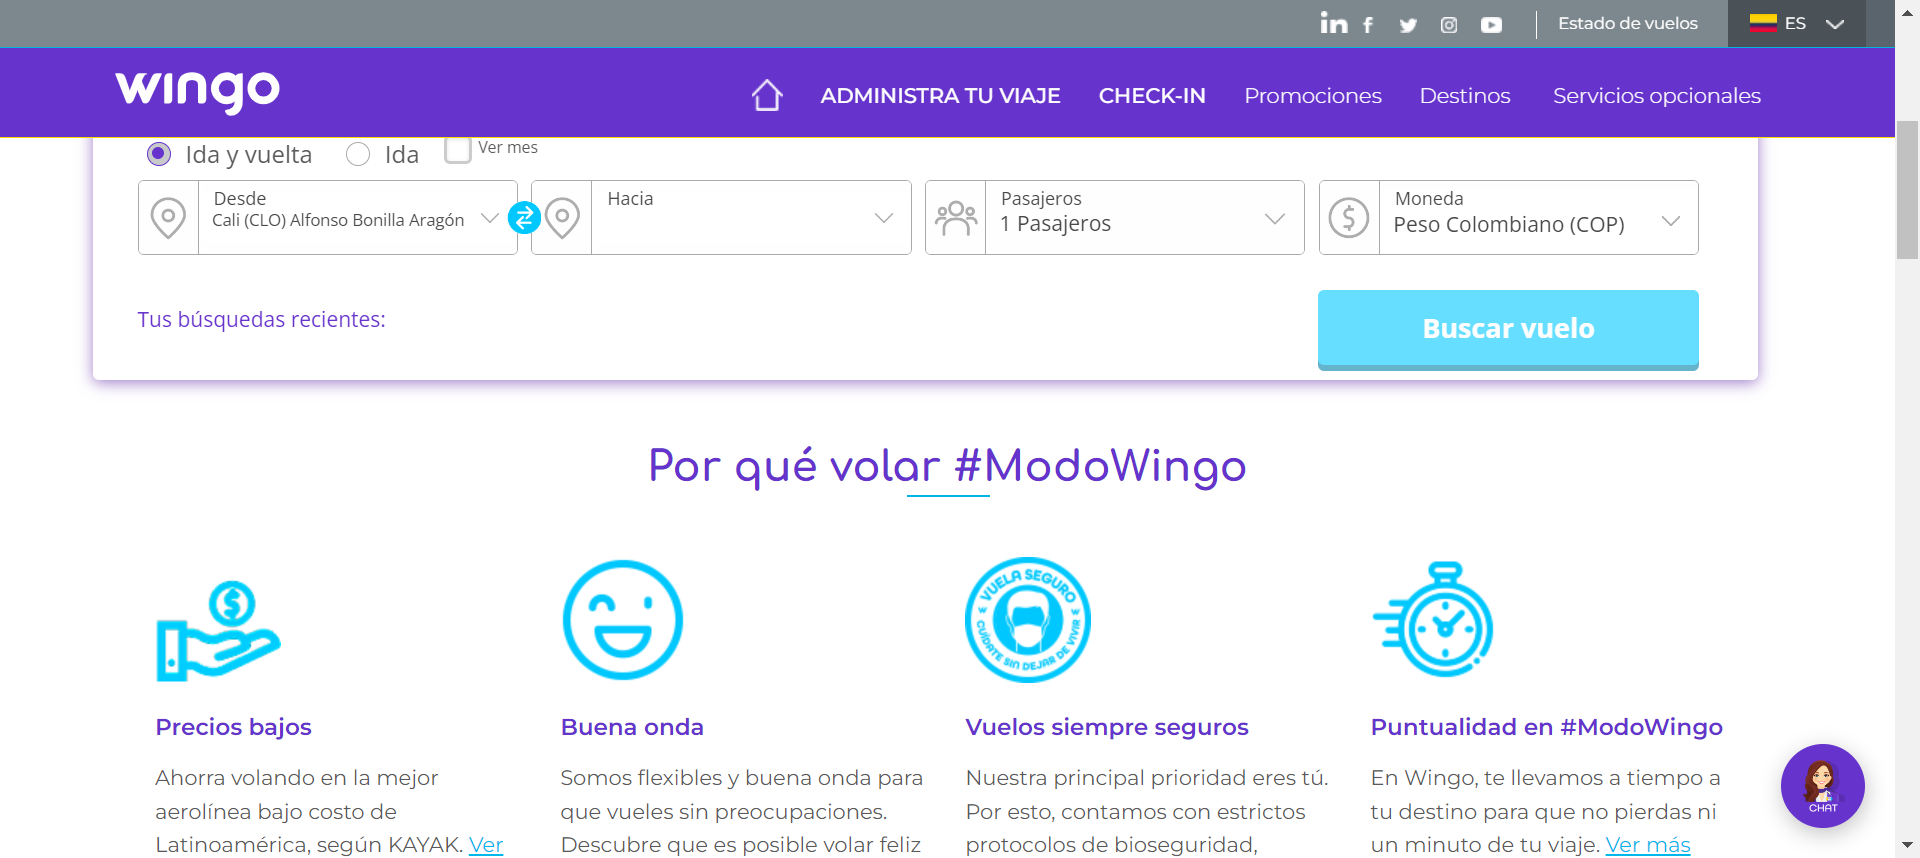 Estado de vuelos
ES
wingo
ADMINISTRA TU VIAJE
CHECK-IN
Promociones
Destinos
Servicios opcionales
Ida y vuelta
Ida
Ver mes
Desde
Cali (CLO) Alfonso Bonilla Aragón
Hacia
Pasajeros
1 Pasajeros
Moneda
Peso Colombiano (COP)
Tus búsquedas recientes:
Buscar vuelo
Por qué volar #ModoWingo
VUELA SEGURO
CUÍDATE SIN DEJAR DE VIVIR
Precios bajos
Ahorra volando en la mejor
aerolínea bajo costo de
Latinoamérica, según KAYAK. Ver
Buena onda
Somos flexibles y buena onda para
que vueles sin preocupaciones.
Descubre que es posible volar feliz
Vuelos siempre seguros
Nuestra principal prioridad eres tú.
Por esto, contamos con estrictos
protocolos de bioseguridad,
Puntualidad en #ModoWingo
En Wingo, te llevamos a tiempo a
tu destino para que no pierdas ni
un minuto de tu viaje. Ver más
CHAT